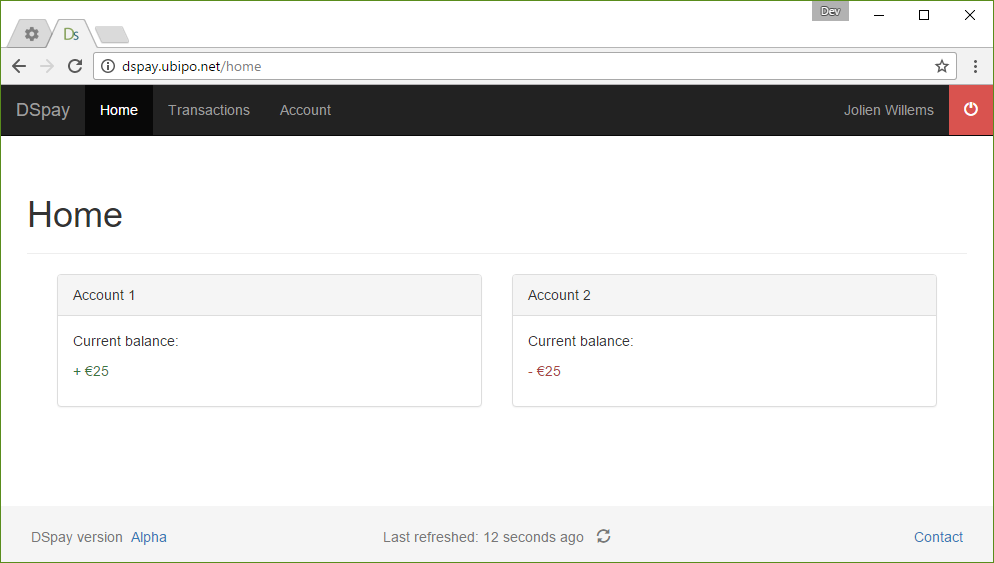 Dev
Ds
dspay.ubipo.net/home
DSpay Home Transactions Account Jolien Willems
Home
Account 1
Current balance:
+ €25
Account 2
Current balance:
- €25
DSpay version Alpha Last refreshed: 12 seconds ago Contact